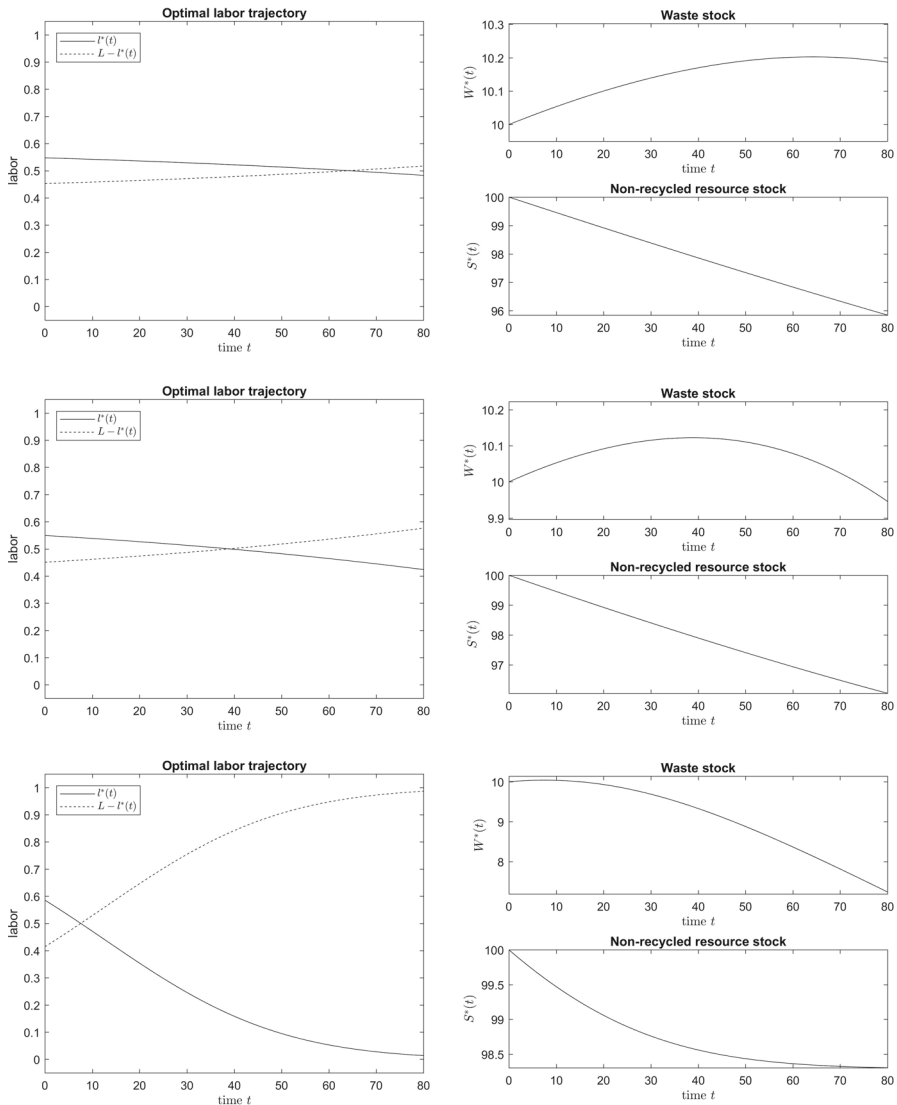 Optimal labor trajectory
l*(t)
L − l*(t)
labor
1
0.9
0.8
0.7
0.6
0.5
0.4
0.3
0.2
0.1
0
0 10 20 30 40 50 60 70 80
time t
Waste stock
W*(t)
10.3
10.2
10.1
10
0 10 20 30 40 50 60 70 80
time t
Non-recycled resource stock
S*(t)
100
99
98
97
96
0 10 20 30 40 50 60 70 80
time t
Optimal labor trajectory
l*(t)
L − l*(t)
labor
1
0.9
0.8
0.7
0.6
0.5
0.4
0.3
0.2
0.1
0
0 10 20 30 40 50 60 70 80
time t
Waste stock
W*(t)
10.2
10.1
10
9.9
0 10 20 30 40 50 60 70 80
time t
Non-recycled resource stock
S*(t)
100
99
98
97
0 10 20 30 40 50 60 70 80
time t
Optimal labor trajectory
l*(t)
L − l*(t)
labor
1
0.9
0.8
0.7
0.6
0.5
0.4
0.3
0.2
0.1
0
0 10 20 30 40 50 60 70 80
time t
Waste stock
W*(t)
10
9
8
0 10 20 30 40 50 60 70 80
time t
Non-recycled resource stock
S*(t)
100
99.5
99
98.5
0 10 20 30 40 50 60 70 80
time t